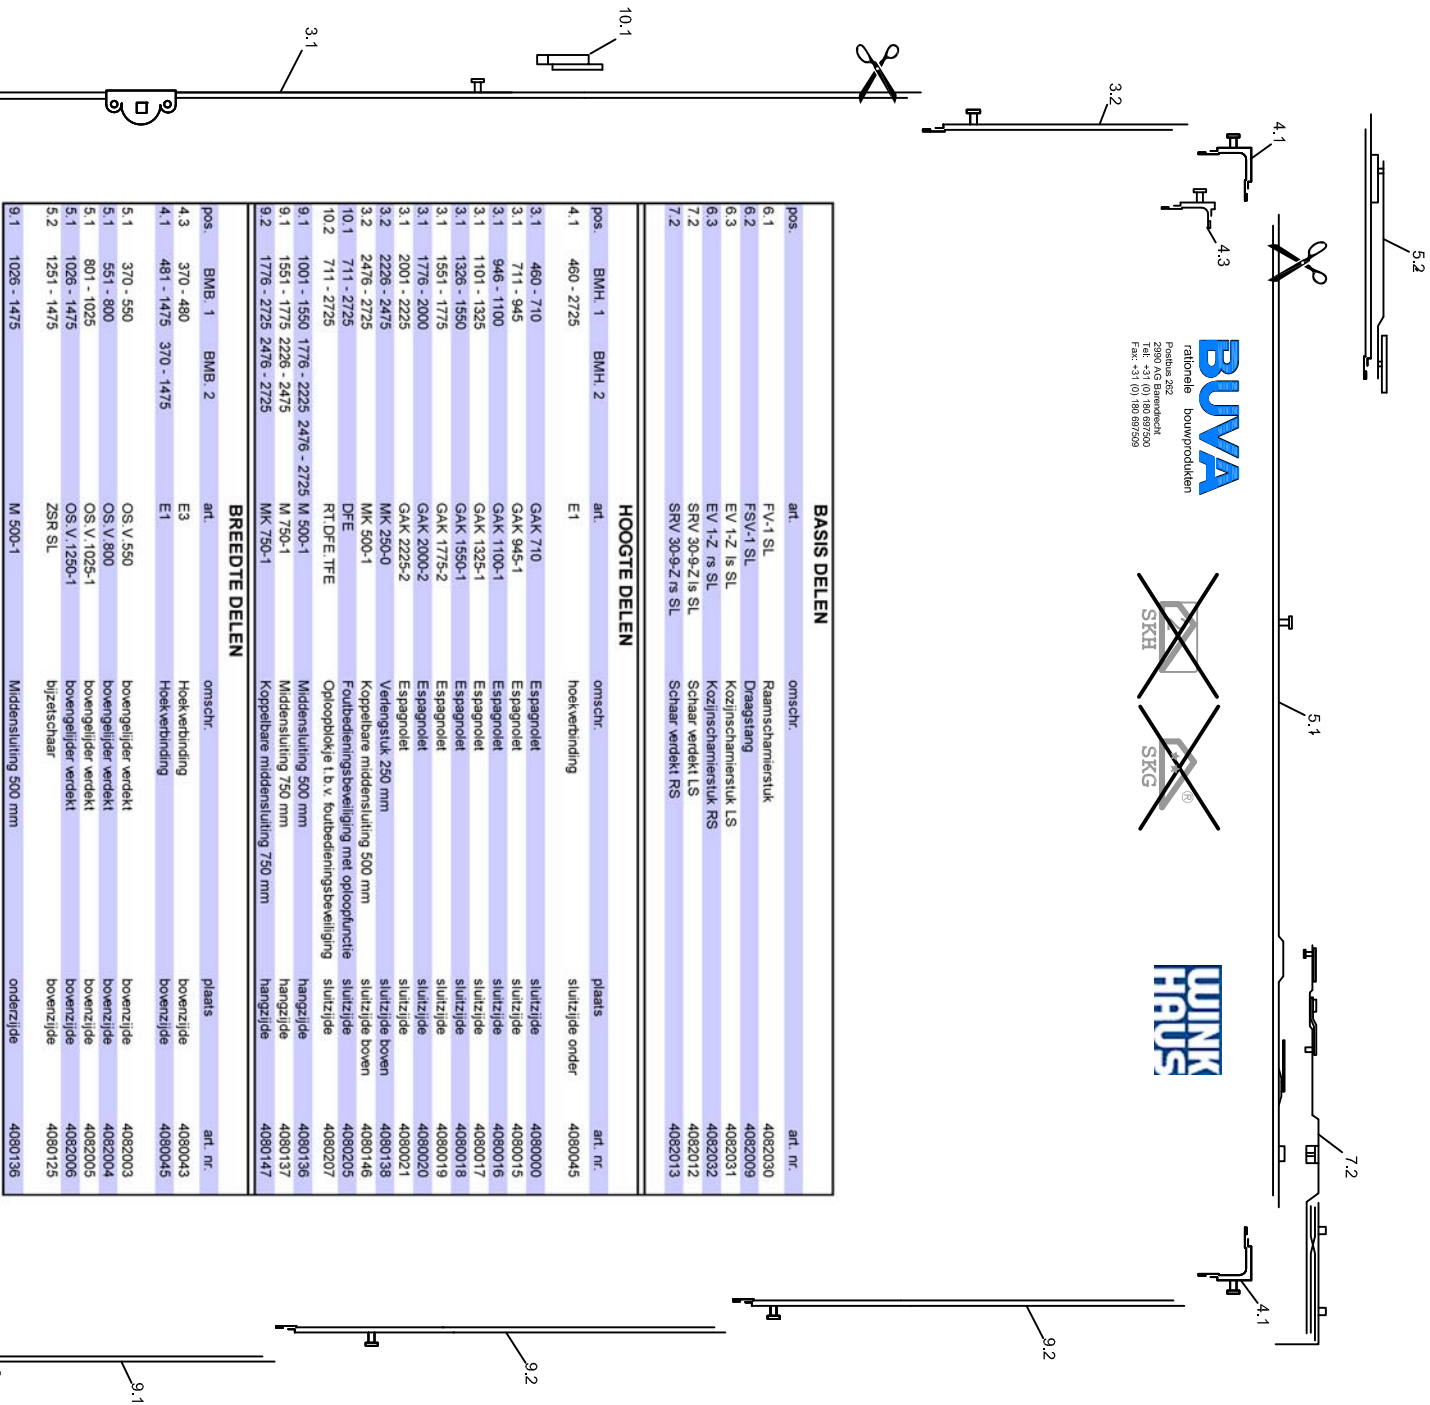 5.2
4.1
4.3
3.2
10.1
3.1
5.1
7.2
4.1
9.2
9.2
9.1
BUVA
rationele bouwprodukten
Postbus 262
2990 AG Barendrecht
Tel: +31 (0) 180 697500
Fax: +31 (0) 180 697509
SKH
SKG ®
WINK
HAUS
BASIS DELEN
pos. art. omschr. art. nr.
6.1 FV-1 SL Raamscharnierstuk 4082030
6.2 FSV-1 SL Draagstang 4082009
6.3 EV 1-Z ls SL Kozijnscharnierstuk LS 4082031
6.3 EV 1-Z rs SL Kozijnscharnierstuk RS 4082032
7.2 SRV 30-9-Z ls SL Schaar verdekt LS 4082012
7.2 SRV 30-9-Z rs SL Schaar verdekt RS 4082013
HOOGTE DELEN
pos. BMH. 1 BMH. 2 art. omschr. plaats art. nr.
4.1 460 - 2725 E1 hoekverbinding sluitzijde onder 4080045
3.1 460 - 710 GAK 710 Espagnolet sluitzijde 4080000
3.1 711 - 945 GAK 945-1 Espagnolet sluitzijde 4080015
3.1 946 - 1100 GAK 1100-1 Espagnolet sluitzijde 4080016
3.1 1101 - 1325 GAK 1325-1 Espagnolet sluitzijde 4080017
3.1 1326 - 1550 GAK 1550-1 Espagnolet sluitzijde 4080018
3.1 1551 - 1775 GAK 1775-2 Espagnolet sluitzijde 4080019
3.1 1776 - 2000 GAK 2000-2 Espagnolet sluitzijde 4080020
3.1 2001 - 2225 GAK 2225-2 Espagnolet sluitzijde 4080021
3.2 2226 - 2475 MK 250-0 Verlengstuk 250 mm sluitzijde boven 4080138
3.2 2476 - 2725 MK 500-1 Koppelbare middensluiting 500 mm sluitzijde boven 4080146
10.1 711 - 2725 DFE Foutbedieningsbeveiliging met oploopfunctie sluitzijde 4080205
10.2 711 - 2725 RT.DFE.TFE Oploopblokje t.b.v. foutbedieningsbeveiliging sluitzijde 4080207
9.1 1001 - 1550 1776 - 2225 2476 - 2725 M 500-1 Middensluiting 500 mm hangzijde 4080136
9.1 1551 - 1775 2226 - 2475 M 750-1 Middensluiting 750 mm hangzijde 4080137
9.2 1776 - 2725 2476 - 2725 MK 750-1 Koppelbare middensluiting 750 mm hangzijde 4080147
BREEDTE DELEN
pos. BMB. 1 BMB. 2 art. omschr. plaats art. nr.
4.3 370 - 480 E3 Hoekverbinding bovenzijde 4080043
4.1 481 - 1475 370 - 1475 E1 Hoekverbinding bovenzijde 4080045
5.1 370 - 550 OS.V.550 bovengelijder verdekt bovenzijde 4082003
5.1 551 - 800 OS.V.800 bovengelijder verdekt bovenzijde 4082004
5.1 801 - 1025 OS.V.1025-1 bovengelijder verdekt bovenzijde 4082005
5.1 1026 - 1475 OS.V.1250-1 bovengelijder verdekt bovenzijde 4082006
5.2 1251 - 1475 ZSR SL bijzetschaar bovenzijde 4080125
9.1 1026 - 1475 M 500-1 Middensluiting 500 mm onderzijde 4080136